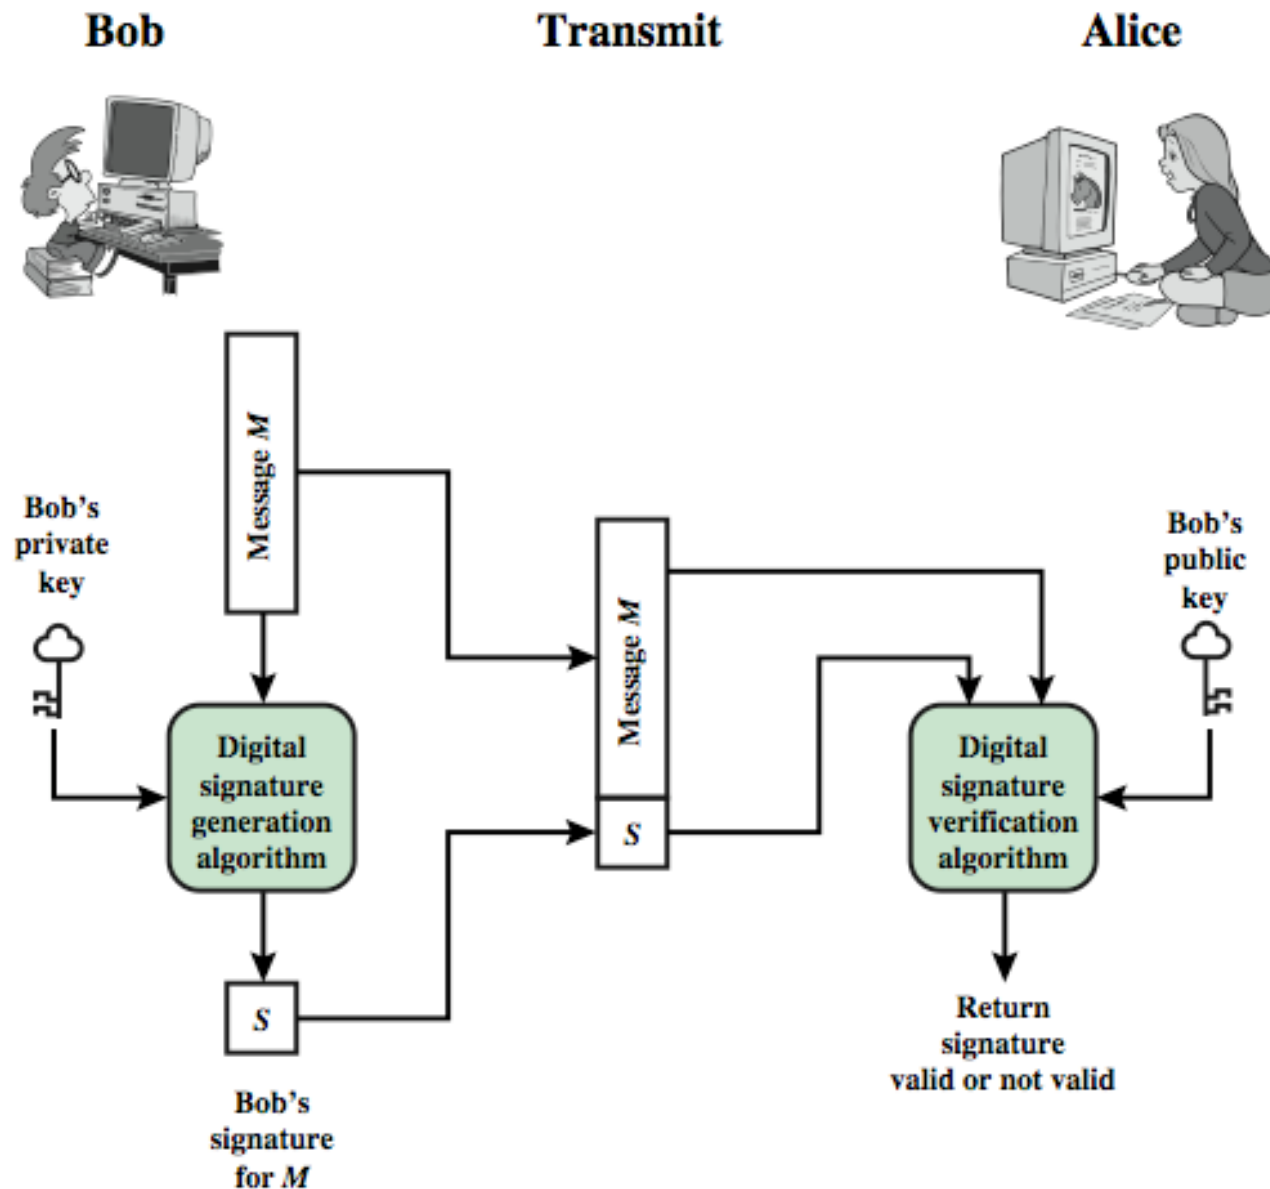 Bob
Transmit
Alice
Message M
Bob's
private
key
Digital
signature
generation
algorithm
S
Bob's
signature
for M
Message M
S
Bob's
public
key
Digital
signature
verification
algorithm
Return
signature
valid or not valid